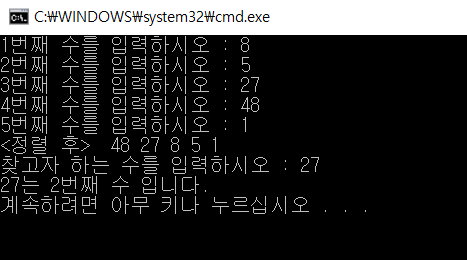 C:₩WINDOWS₩system32₩cmd.exe
1번째 수를 입력하시오 : 8
2번째 수를 입력하시오 : 5
3번째 수를 입력하시오 : 27
4번째 수를 입력하시오 : 48
5번째 수를 입력하시오 : 1
<정렬 후>  48 27 8 5 1
찾고자 하는 수를 입력하시오 : 27
27는 2번째 수 입니다.
계속하려면 아무 키나 누르십시오 . . .